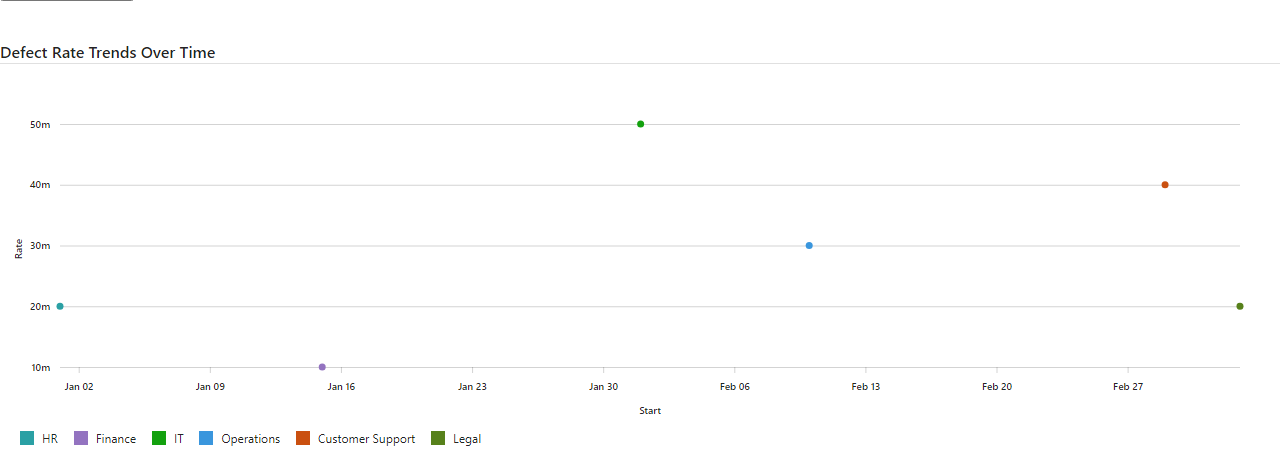 Defect Rate Trends Over Time
50m
40m
30m
20m
10m
Rate
Jan 02 Jan 09 Jan 16 Jan 23 Jan 30 Feb 06 Feb 13 Feb 20 Feb 27
Start
HR Finance IT Operations Customer Support Legal